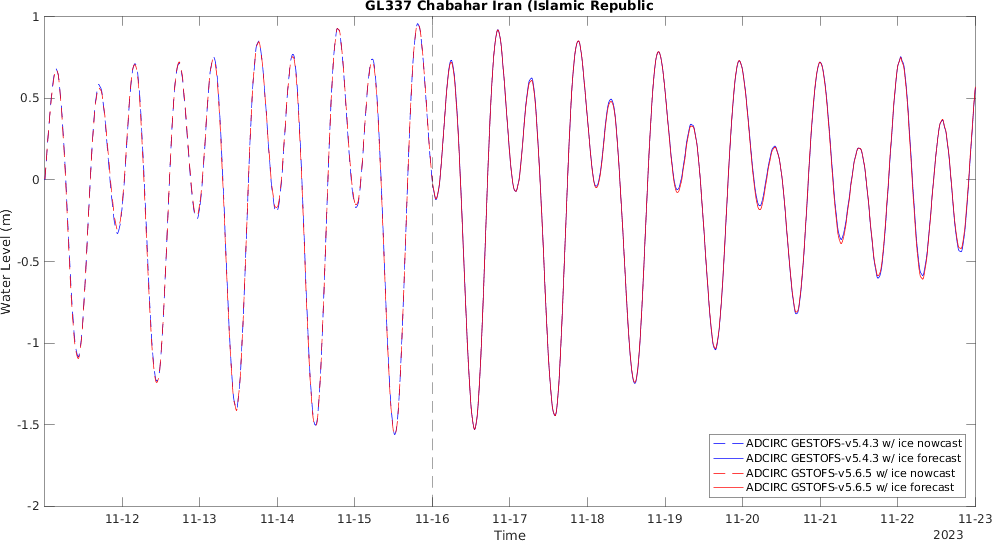 GL337 Chabahar Iran (Islamic Republic
1
0.5
0
-0.5
-1
-1.5
-2
Water Level (m)
11-12 11-13 11-14 11-15 11-16 11-17 11-18 11-19 11-20 11-21 11-22 11-23
Time
2023
ADCIRC GESTOFS-v5.4.3 w/ ice nowcast
ADCIRC GESTOFS-v5.4.3 w/ ice forecast
ADCIRC GSTOFS-v5.6.5 w/ ice nowcast
ADCIRC GSTOFS-v5.6.5 w/ ice forecast